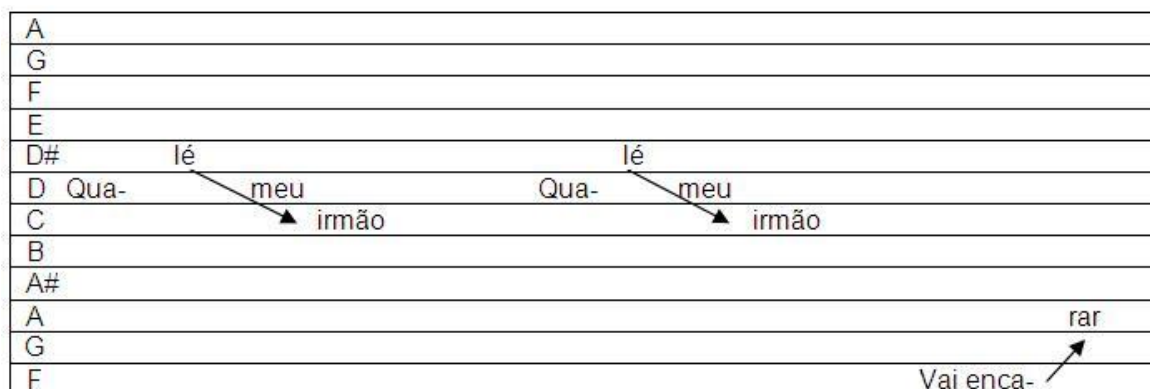 A
G
F
E
D# lé lé
D Qua- meu Qua- meu
C irmão irmão
B
A#
A rar
G
F Vai enca-